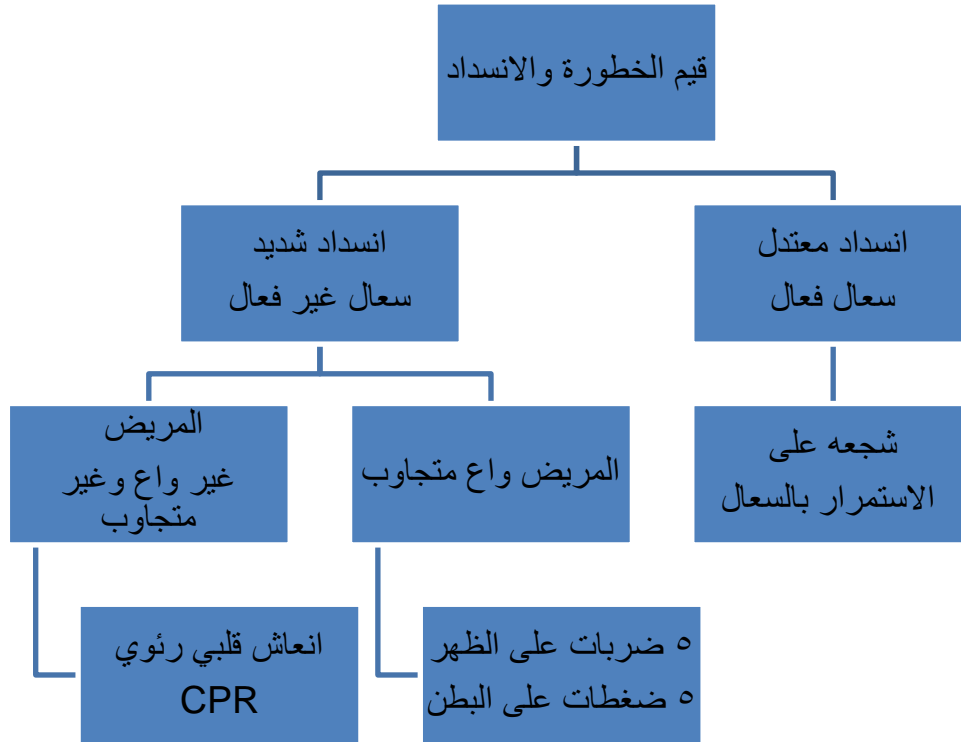 قيم الخطورة والانسداد
انسداد معتدل
سعال فعال
انسداد شديد
سعال غير فعال
شجعه على
الاستمرار بالسعال
المريض واع متجاوب
المريض
غير واع وغير
متجاوب
٥ ضربات على الظهر
٥ ضغطات على البطن
انعاش قلبي رئوي
CPR